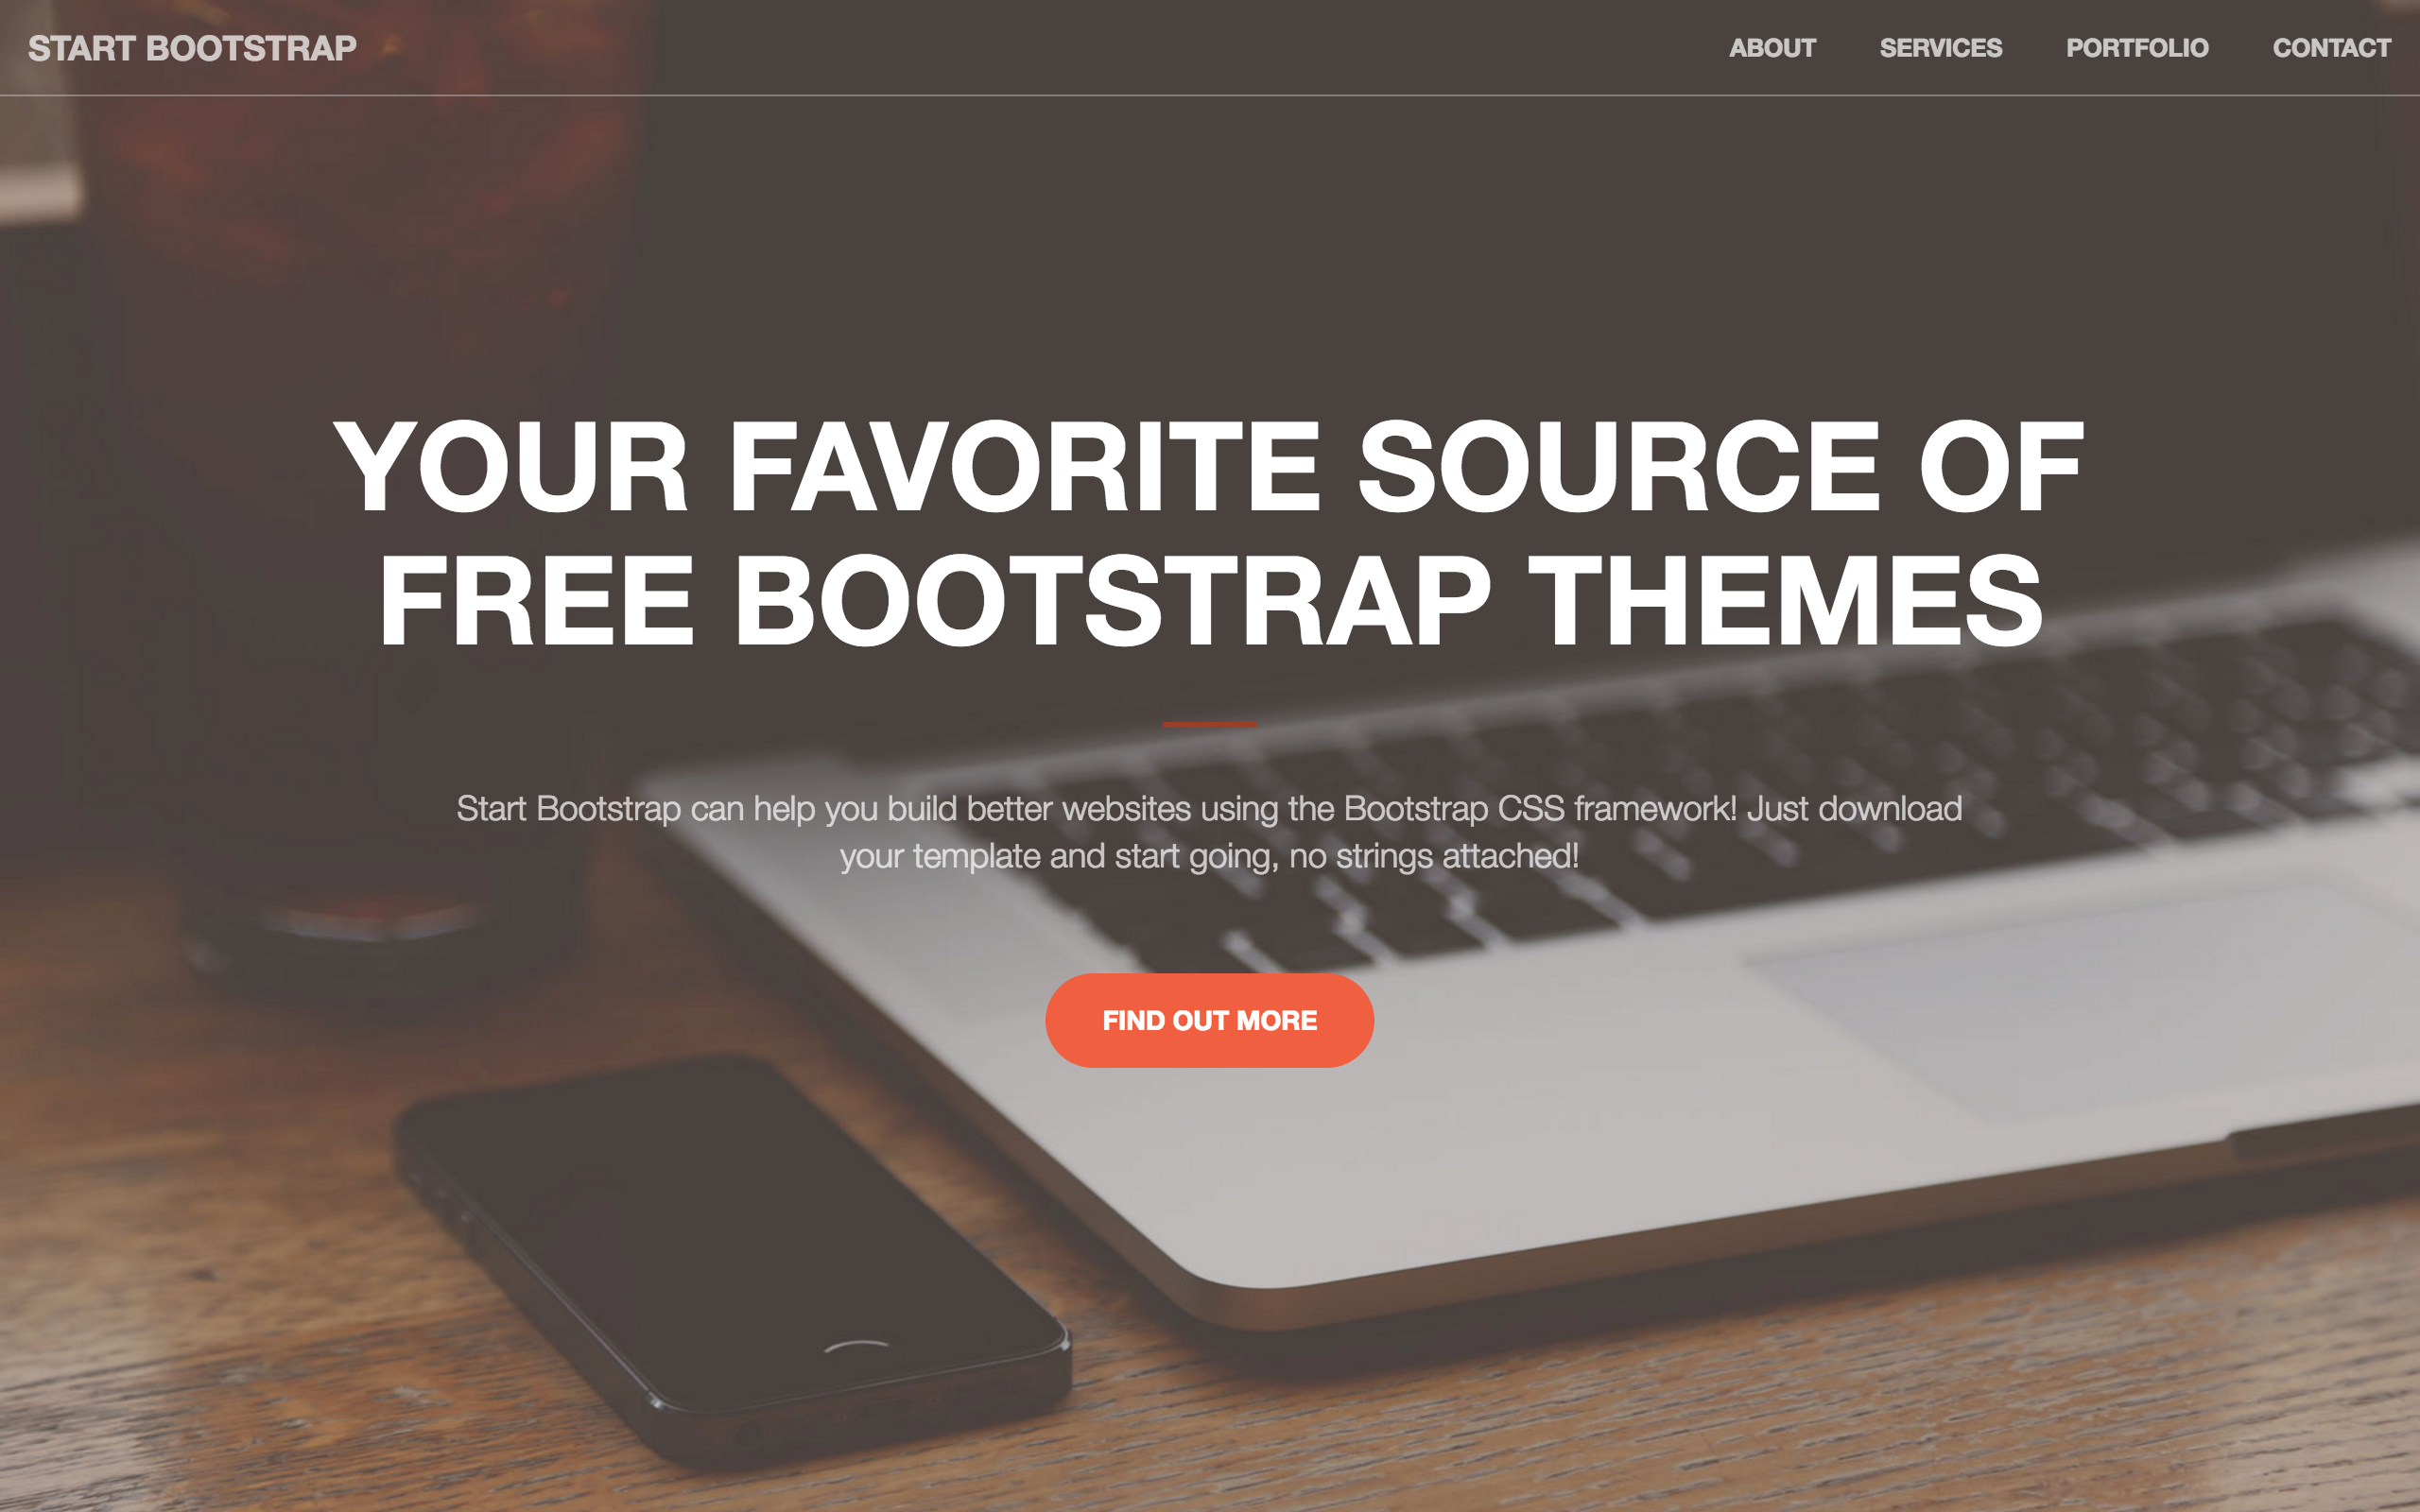 START BOOTSTRAP
ABOUT SERVICES PORTFOLIO CONTACT
YOUR FAVORITE SOURCE OF
FREE BOOTSTRAP THEMES
Start Bootstrap can help you build better websites using the Bootstrap CSS framework! Just download
your template and start going, no strings attached!
FIND OUT MORE